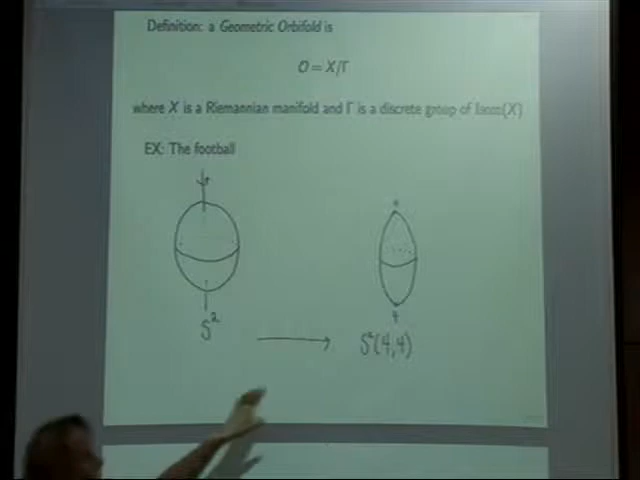 Definition: a Geometric Orbifold is
O = X/Γ
where X is a Riemannian manifold and Γ is a discrete group of Isom(X)
EX: The football
4
S²
S²(4,4)